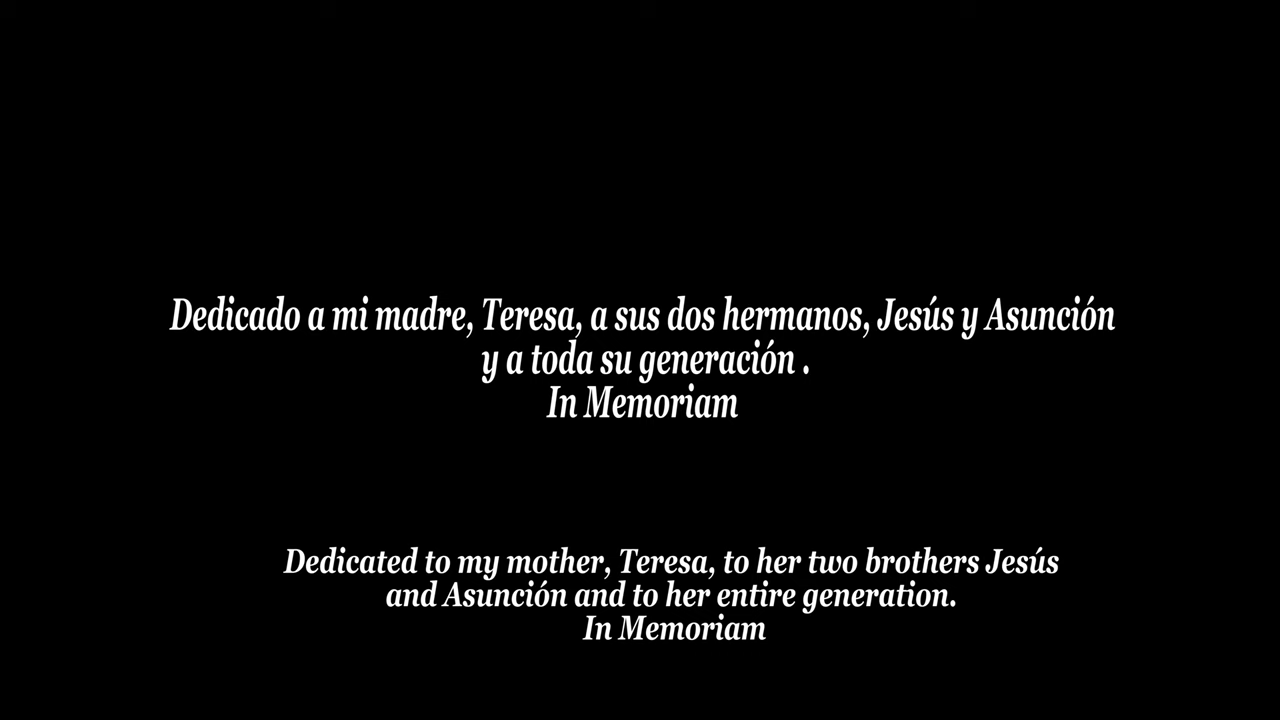 Dedicado a mi madre, Teresa, a sus dos hermanos, Jesús y Asunción
y a toda su generación .
In Memoriam
Dedicated to my mother, Teresa, to her two brothers Jesús
and Asunción and to her entire generation.
In Memoriam